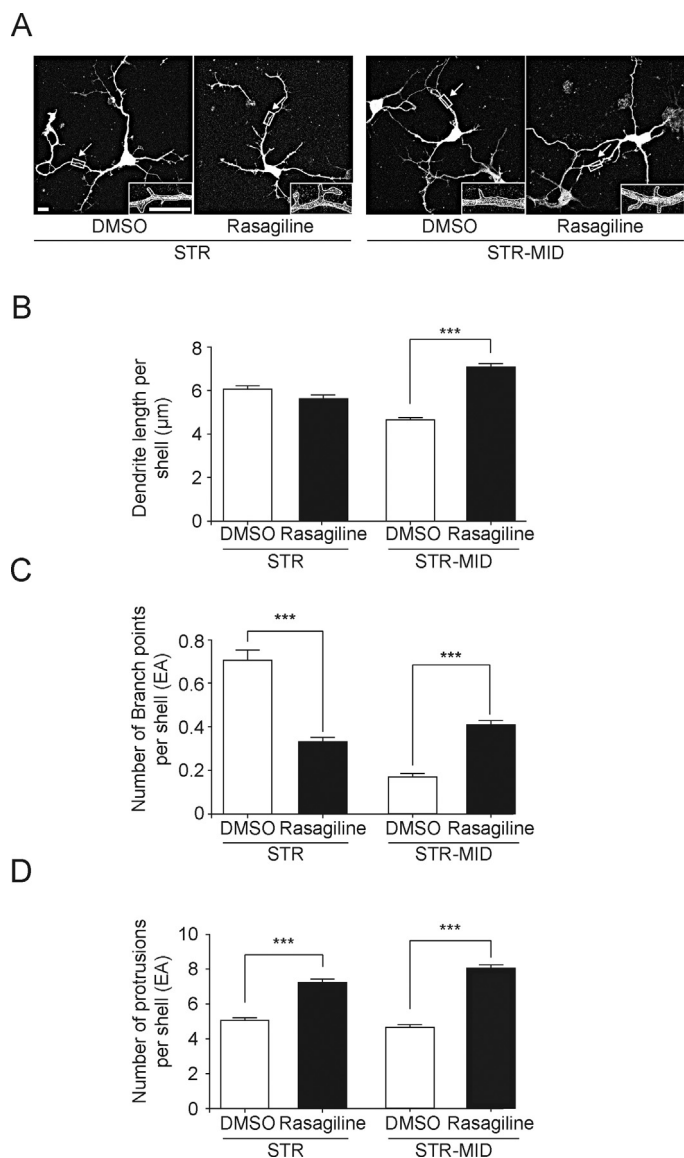 A
DMSO Rasagiline DMSO Rasagiline
STR STR-MID
B
Dendrite length per
shell (µm)
8
6
4
2
0
***
DMSO Rasagiline DMSO Rasagiline
STR STR-MID
C
Number of Branch points
per shell (EA)
0.8
0.6
0.4
0.2
0
***
***
DMSO Rasagiline DMSO Rasagiline
STR STR-MID
D
Number of protrusions
per shell (EA)
10
8
6
4
2
0
***
***
DMSO Rasagiline DMSO Rasagiline
STR STR-MID